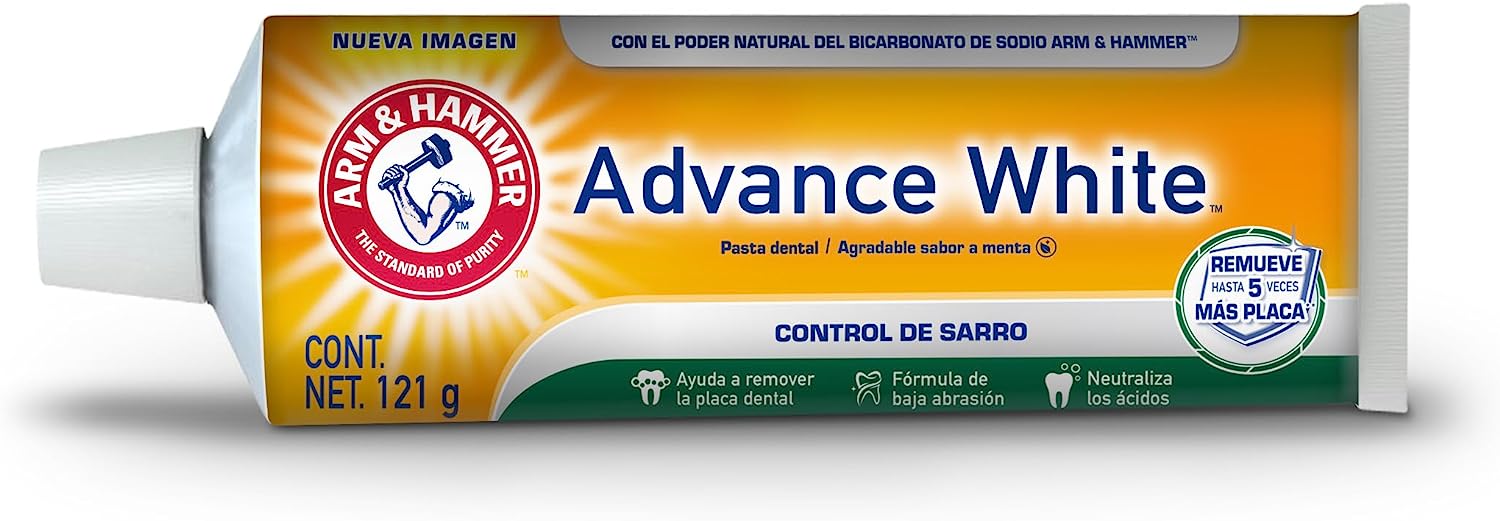 NUEVA IMAGEN
CON EL PODER NATURAL DEL BICARBONATO DE SODIO ARM & HAMMER™
ARM & HAMMER
THE STANDARD OF PURITY
™
™
Advance White™
Pasta dental / Agradable sabor a menta
REMUEVE
HASTA 5 VECES
MÁS PLACA**
CONTROL DE SARRO
CONT.
NET. 121 g
Ayuda a remover
la placa dental
Fórmula de
baja abrasión
Neutraliza
los ácidos